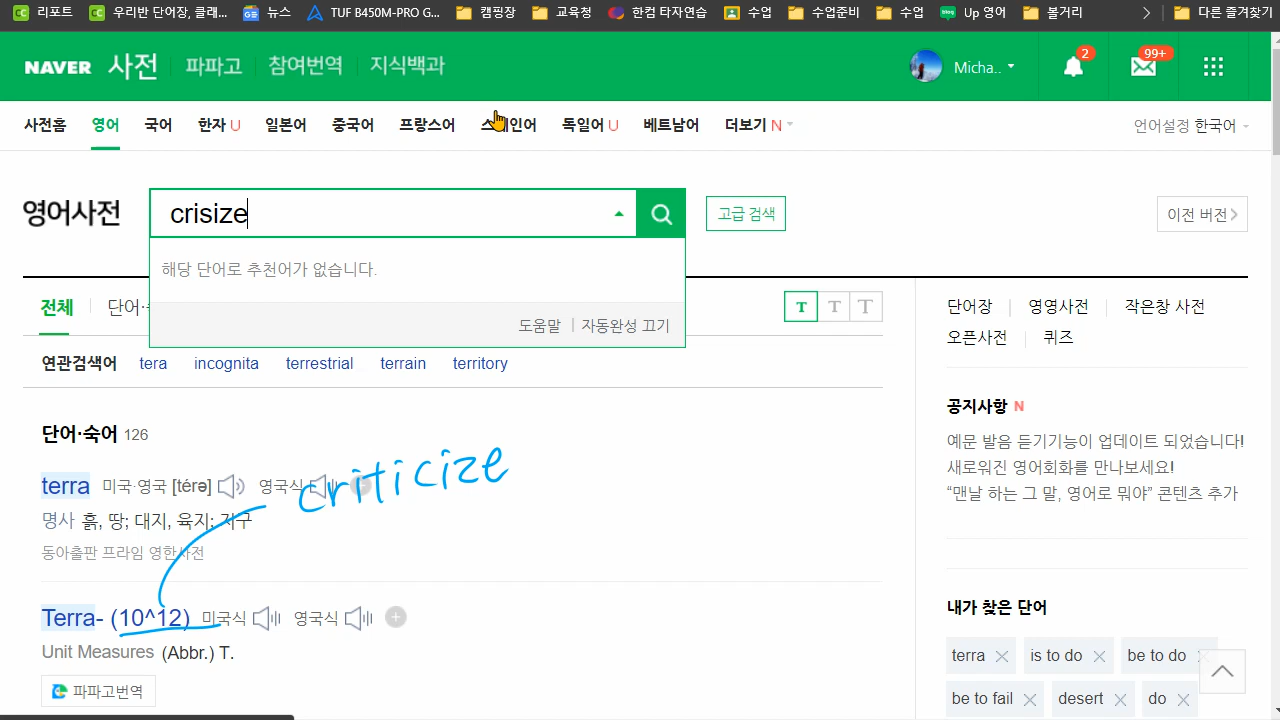 리포트 우리반 단어장, 클래... 뉴스 TUF B450M-PRO G... 캠핑장 교육청 한컴 타자연습 수업 수업준비 수업 Up 영어 볼거리 다른 즐겨찾기
NAVER 사전 파파고 참여번역 지식백과 Micha.. 2 99+
사전홈 영어 국어 한자 U 일본어 중국어 프랑스어 스페인어 독일어 U 베트남어 더보기 N 언어설정 한국어
영어사전 crisize 고급 검색 이전 버전
해당 단어로 추천어가 없습니다.
도움말 자동완성 끄기
전체 T T T
연관검색어 tera incognita terrestrial terrain territory
단어·숙어 126
criticize
terra 미국·영국 [térə] 영국식
명사 흙, 땅; 대지, 육지; 지구
동아출판 프라임 영한사전
Terra- (10^12) 미국식 영국식
Unit Measures (Abbr.) T.
파파고번역
단어장 영영사전 작은창 사전
오픈사전 퀴즈
공지사항 N
예문 발음 듣기기능이 업데이트 되었습니다!
새로워진 영어회화를 만나보세요!
“맨날 하는 그 말, 영어로 뭐야” 콘텐츠 추가
내가 찾은 단어
terra is to do be to do
be to fail desert do